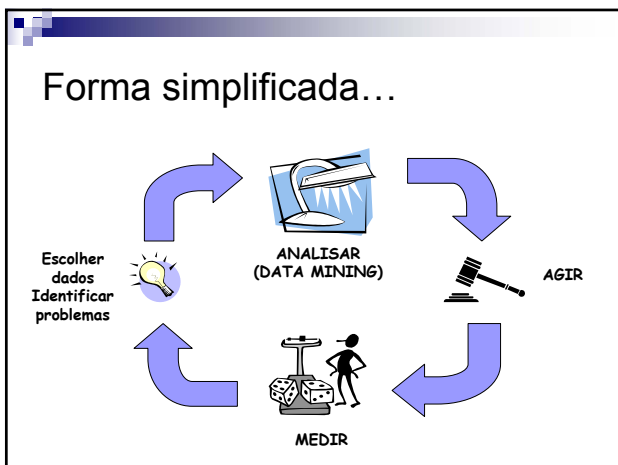 Forma simplificada…
ANALISAR
(DATA MINING)
Escolher
dados
Identificar
problemas
AGIR
MEDIR